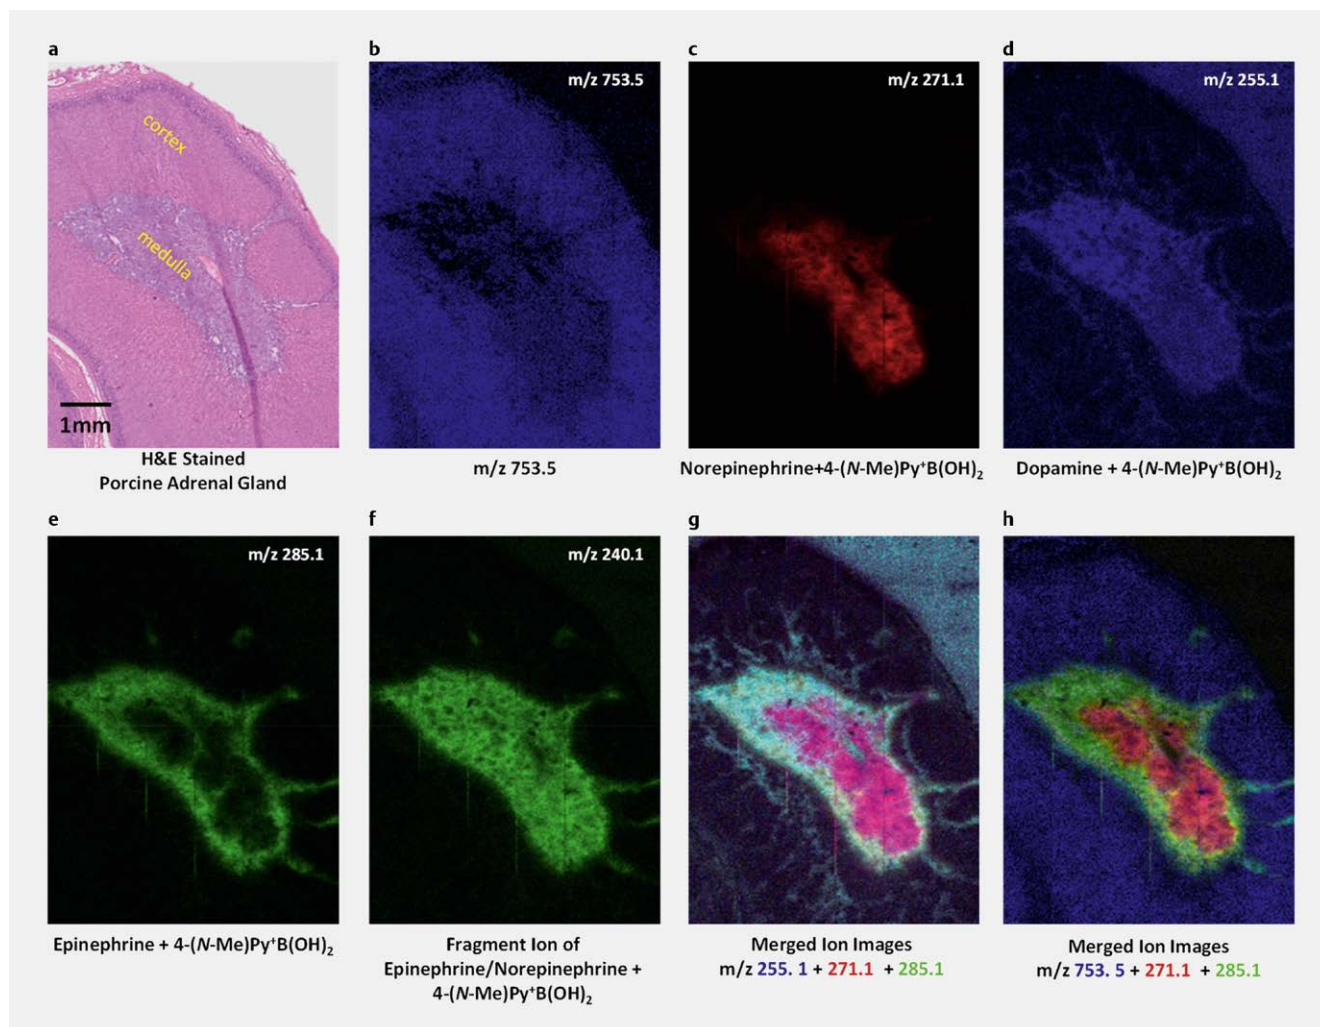 a
cortex
medulla
1mm
H&E Stained
Porcine Adrenal Gland
b
m/z 753.5
m/z 753.5
c
m/z 271.1
Norepinephrine+4-(N-Me)Py⁺B(OH)₂
d
m/z 255.1
Dopamine + 4-(N-Me)Py⁺B(OH)₂
e
m/z 285.1
Epinephrine + 4-(N-Me)Py⁺B(OH)₂
f
m/z 240.1
Fragment Ion of
Epinephrine/Norepinephrine +
4-(N-Me)Py⁺B(OH)₂
g
Merged Ion Images
m/z 255. 1 + 271.1 + 285.1
h
Merged Ion Images
m/z 753. 5 + 271.1 + 285.1